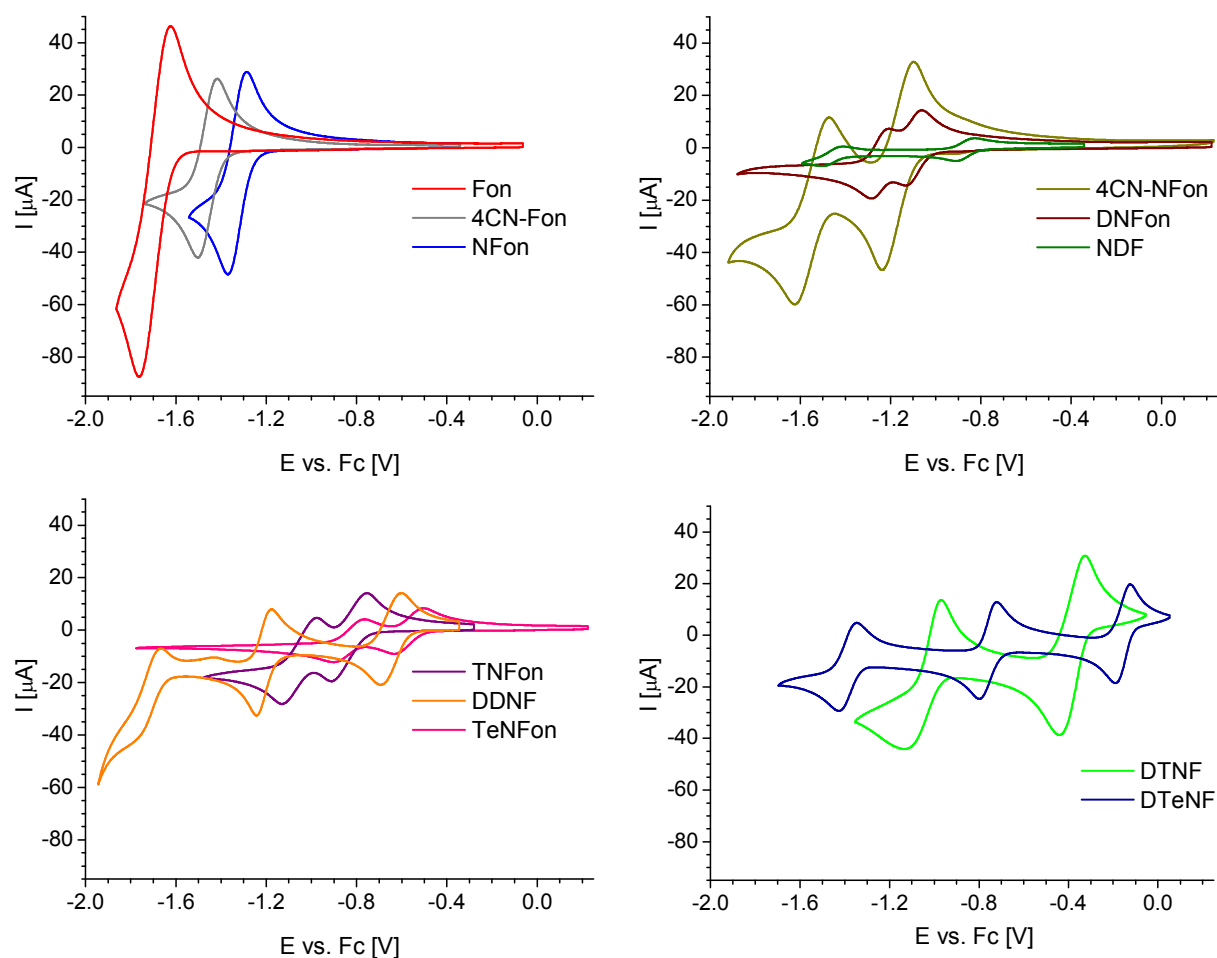 40
20
0
-20
-40
-60
-80
I [µA]
Fon
4CN-Fon
NFon
-2.0 -1.6 -1.2 -0.8 -0.4 0.0
E vs. Fc [V]
40
20
0
-20
-40
-60
-80
I [µA]
4CN-NFon
DNFon
NDF
-2.0 -1.6 -1.2 -0.8 -0.4 0.0
E vs. Fc [V]
40
20
0
-20
-40
-60
-80
I [µA]
TNFon
DDNF
TeNFon
-2.0 -1.6 -1.2 -0.8 -0.4 0.0
E vs. Fc [V]
40
20
0
-20
-40
-60
-80
I [µA]
DTNF
DTeNF
-2.0 -1.6 -1.2 -0.8 -0.4 0.0
E vs. Fc [V]